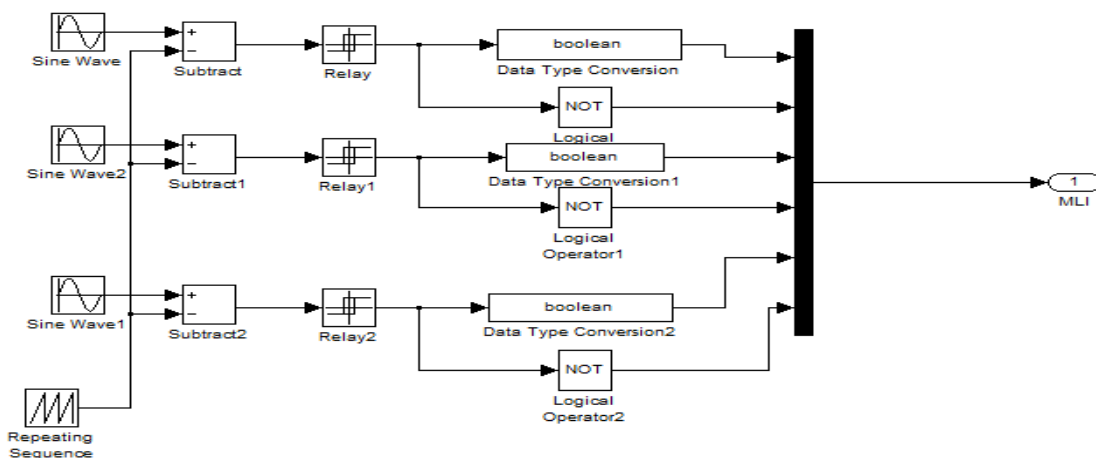 +
−
Sine Wave
Subtract
Relay
boolean
Data Type Conversion
NOT
Logical
+
−
Sine Wave2
Subtract1
Relay1
boolean
Data Type Conversion1
NOT
Logical
Operator1
1
MLI
+
−
Sine Wave1
Subtract2
Relay2
boolean
Data Type Conversion2
NOT
Logical
Operator2
Repeating
Sequence